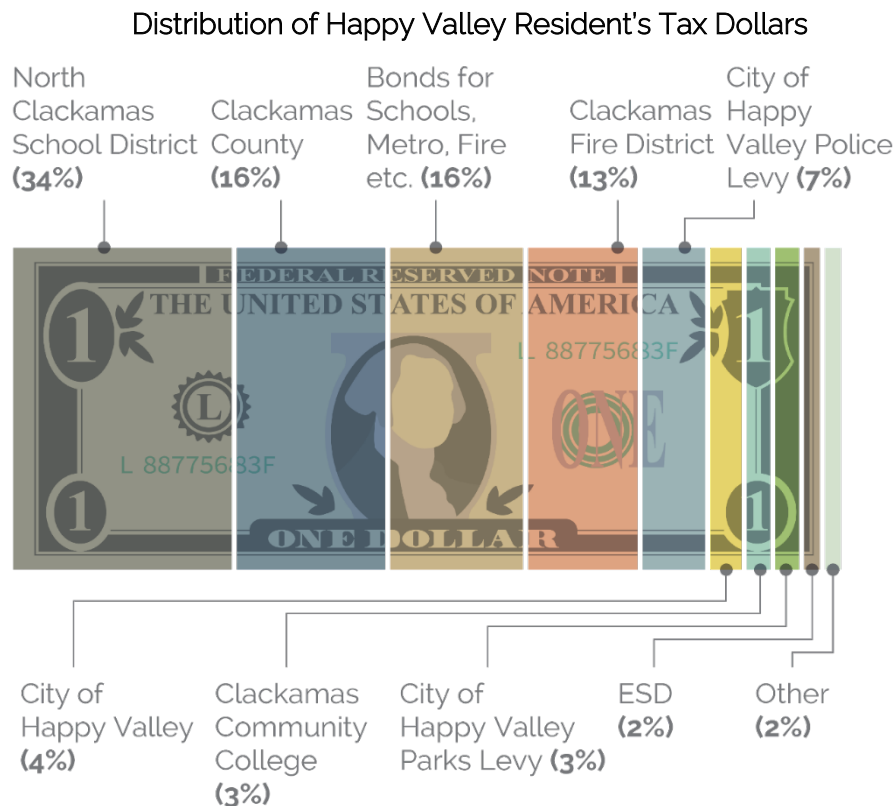 Distribution of Happy Valley Resident's Tax Dollars
North
Clackamas
School District
(34%)
Clackamas
County
(16%)
Bonds for
Schools,
Metro, Fire
etc. (16%)
Clackamas
Fire District
(13%)
City of
Happy
Valley Police
Levy (7%)
FEDERAL RESERVED NOTE
THE UNITED STATES OF AMERICA
1
1
L 88775683F
L
ONE
L 88775683F
1
1
ONE DOLLAR
City of
Happy Valley
(4%)
Clackamas
Community
College
(3%)
City of
Happy Valley
Parks Levy (3%)
ESD
(2%)
Other
(2%)